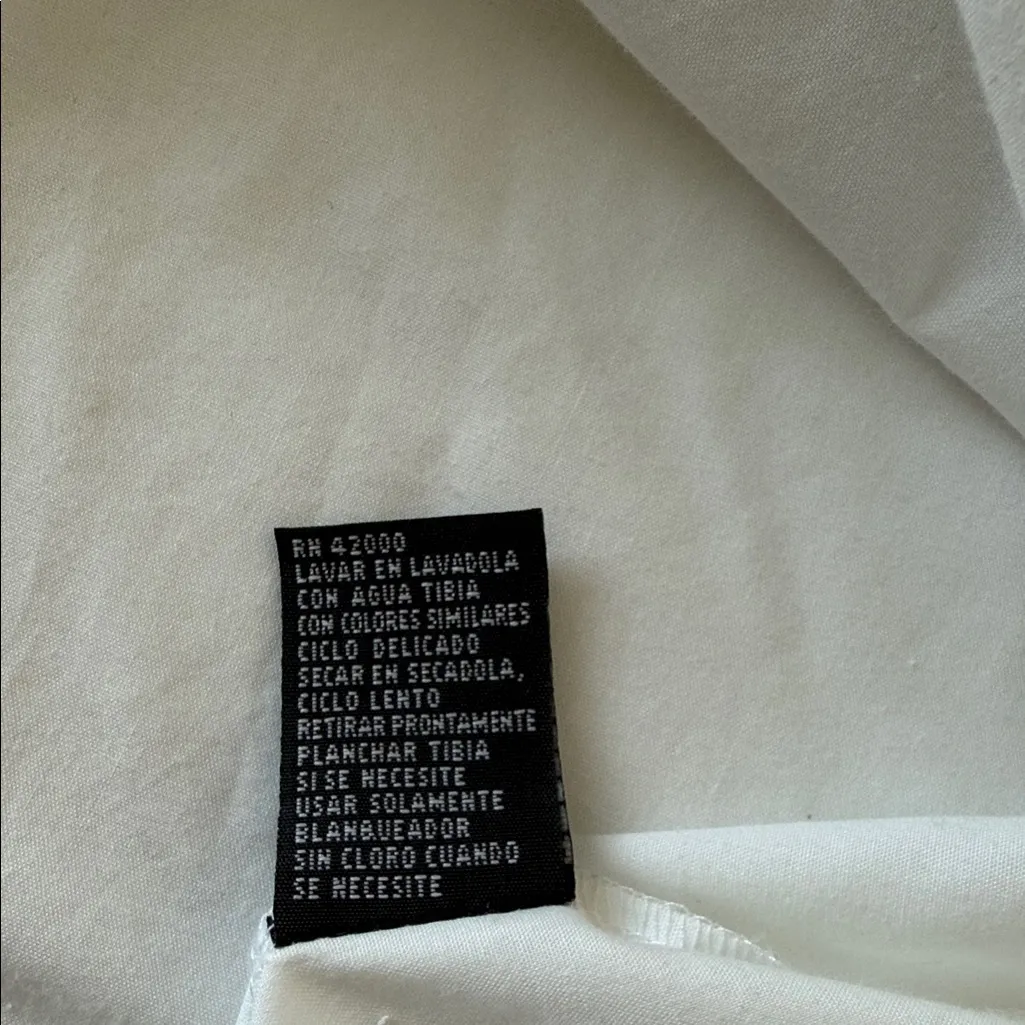 RN 42000
LAVAR EN LAVADOLA
CON AGUA TIBIA
CON COLORES SIMILARES
CICLO DELICADO
SECAR EN SECADOLA,
CICLO LENTO
RETIRAR PRONTAMENTE
PLANCHAR TIBIA
SI SE NECESITE
USAR SOLAMENTE
BLANQUEADOR
SIN CLORO CUANDO
SE NECESITE